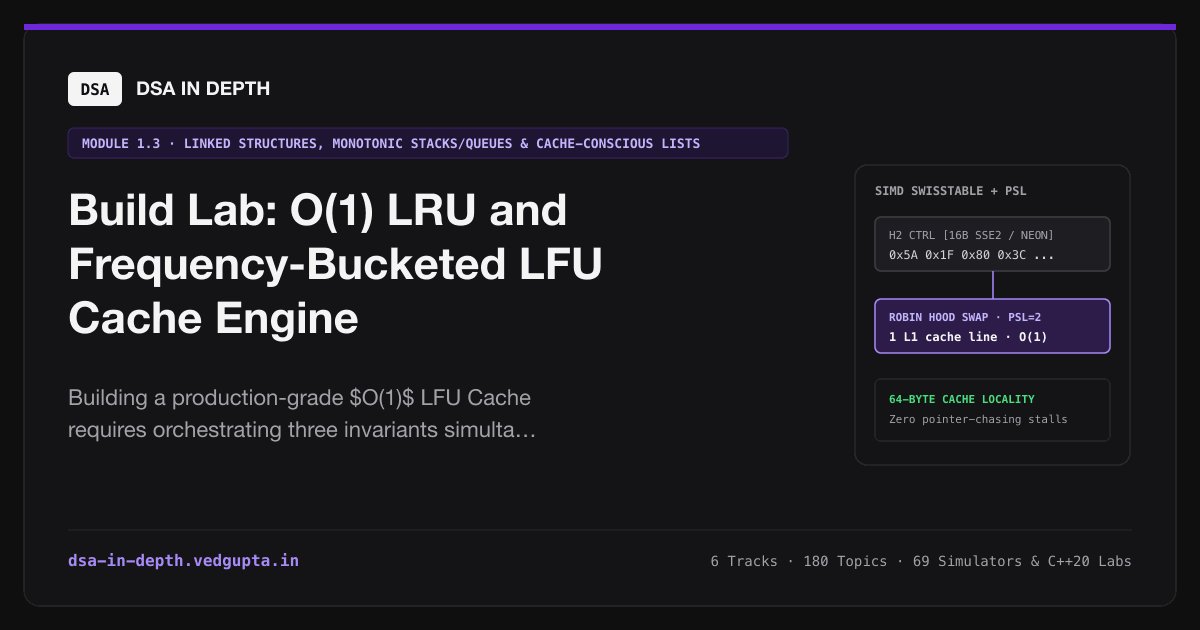 DSA
DSA IN DEPTH
MODULE 1.3 · LINKED STRUCTURES, MONOTONIC STACKS/QUEUES & CACHE–CONSCIOUS LISTS
Build Lab: O(1) LRU and
Frequency-Bucketed LFU
Cache Engine
Building a production-grade $O(1)$ LFU Cache
requires orchestrating three invariants simulta…
SIMD SWISSTABLE + PSL
H2 CTRL [16B SSE2 / NEON]
0x5A 0x1F 0x80 0x3C ...
ROBIN HOOD SWAP · PSL=2
1 L1 cache line · O(1)
64–BYTE CACHE LOCALITY
Zero pointer–chasing stalls
dsa–in–depth.vedgupta.in
6 Tracks · 180 Topics · 69 Simulators & C++20 Labs